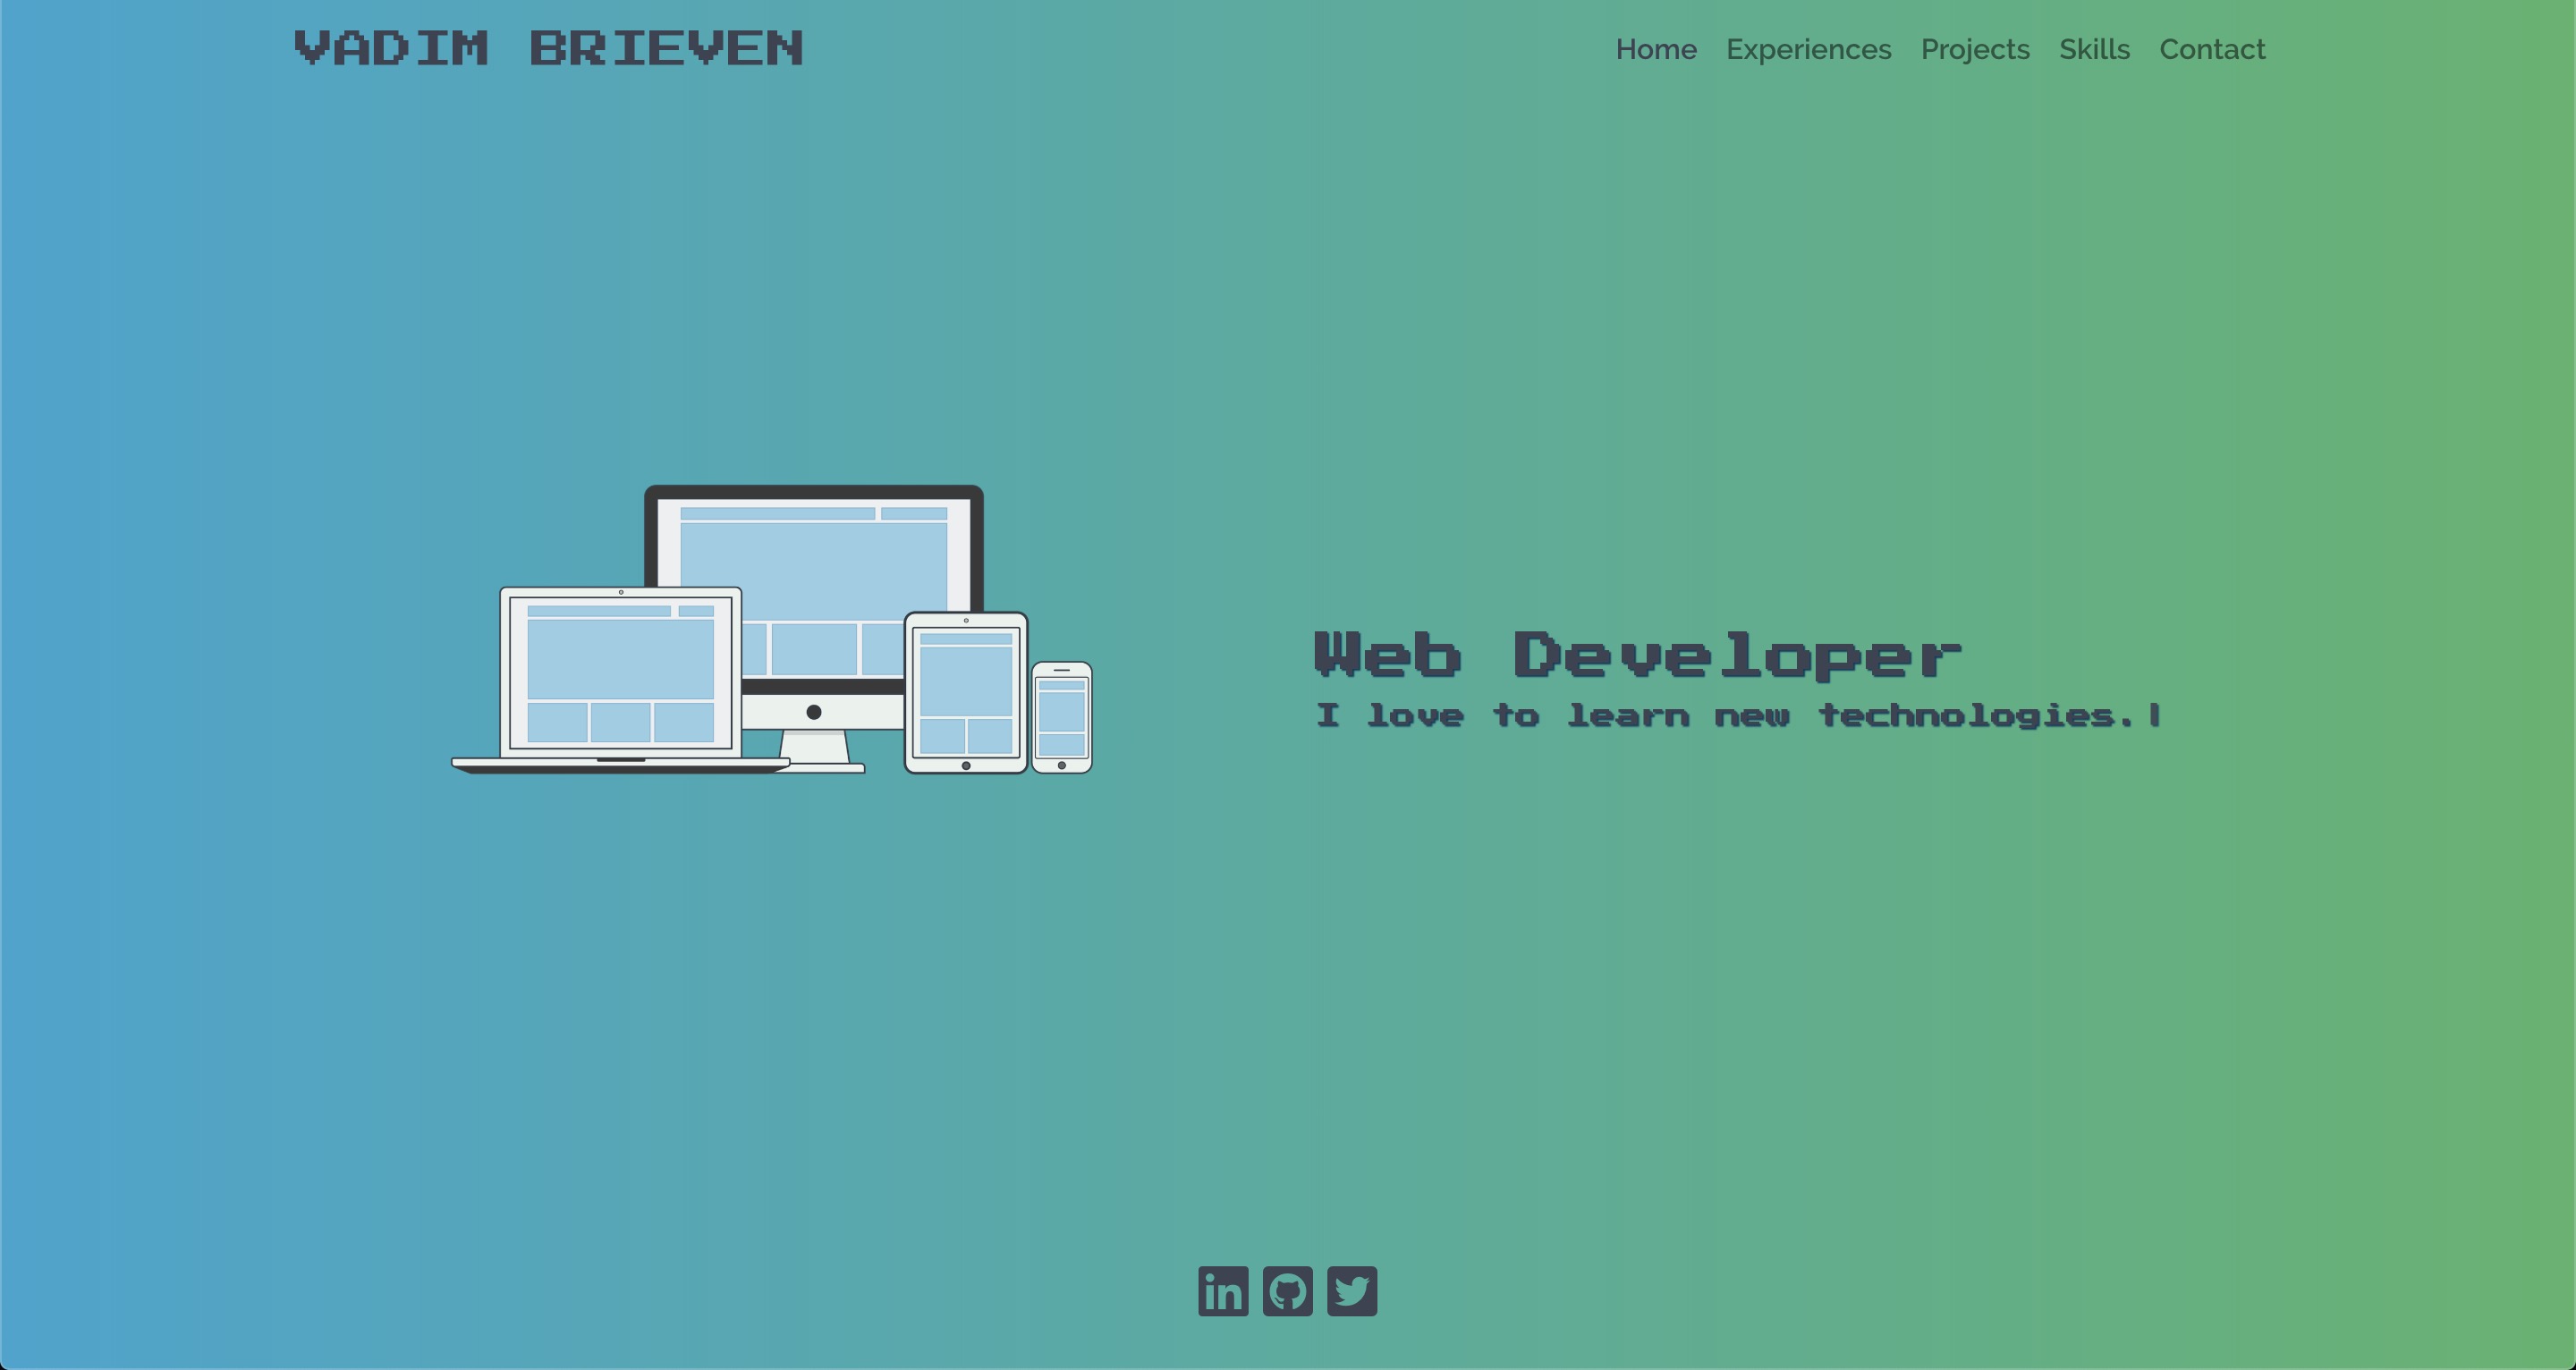 VADIM BRIEVEN
Home Experiences Projects Skills Contact
Web Developer
I love to learn new technologies.|
in